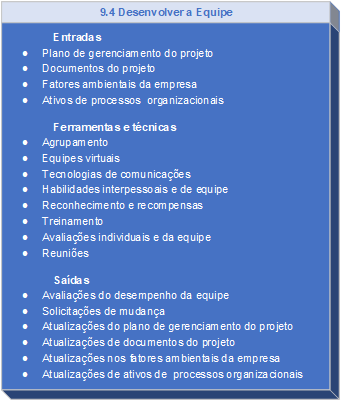 9.4 Desenvolver a Equipe
Entradas
● Plano de gerenciamento do projeto
● Documentos do projeto
● Fatores ambientais da empresa
● Ativos de processos organizacionais
Ferramentas e técnicas
● Agrupamento
● Equipes virtuais
● Tecnologias de comunicações
● Habilidades interpessoais e de equipe
● Reconhecimento e recompensas
● Treinamento
● Avaliações individuais e da equipe
● Reuniões
Saídas
● Avaliações do desempenho da equipe
● Solicitações de mudança
● Atualizações do plano de gerenciamento do projeto
● Atualizações de documentos do projeto
● Atualizações nos fatores ambientais da empresa
● Atualizações de ativos de processos organizacionais